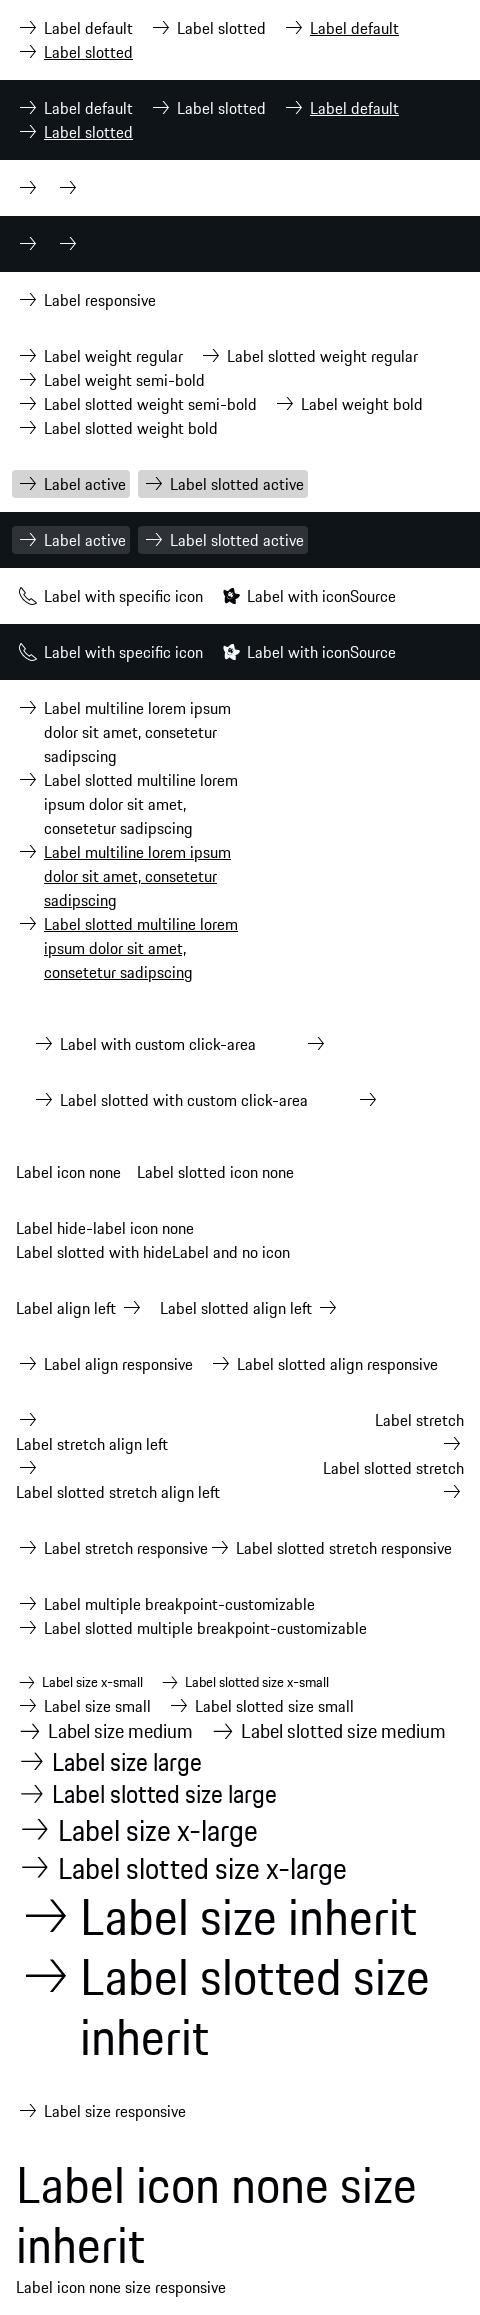 Label default Label slotted Label default
Label slotted
Label default Label slotted Label default
Label slotted
Label responsive
Label weight regular Label slotted weight regular
Label weight semi-bold
Label slotted weight semi-bold Label weight bold
Label slotted weight bold
Label active Label slotted active
Label active Label slotted active
Label with specific icon Label with iconSource
Label with specific icon Label with iconSource
Label multiline lorem ipsum
dolor sit amet, consetetur
sadipscing
Label slotted multiline lorem
ipsum dolor sit amet,
consetetur sadipscing
Label multiline lorem ipsum
dolor sit amet, consetetur
sadipscing
Label slotted multiline lorem
ipsum dolor sit amet,
consetetur sadipscing
Label with custom click-area
Label slotted with custom click-area
Label icon none Label slotted icon none
Label hide-label icon none
Label slotted with hideLabel and no icon
Label align left Label slotted align left
Label align responsive Label slotted align responsive
Label stretch
Label stretch align left
Label slotted stretch
Label slotted stretch align left
Label stretch responsive Label slotted stretch responsive
Label multiple breakpoint-customizable
Label slotted multiple breakpoint-customizable
Label size x-small Label slotted size x-small
Label size small Label slotted size small
Label size medium Label slotted size medium
Label size large
Label slotted size large
Label size x-large
Label slotted size x-large
Label size inherit
Label slotted size
inherit
Label size responsive
Label icon none size
inherit
Label icon none size responsive